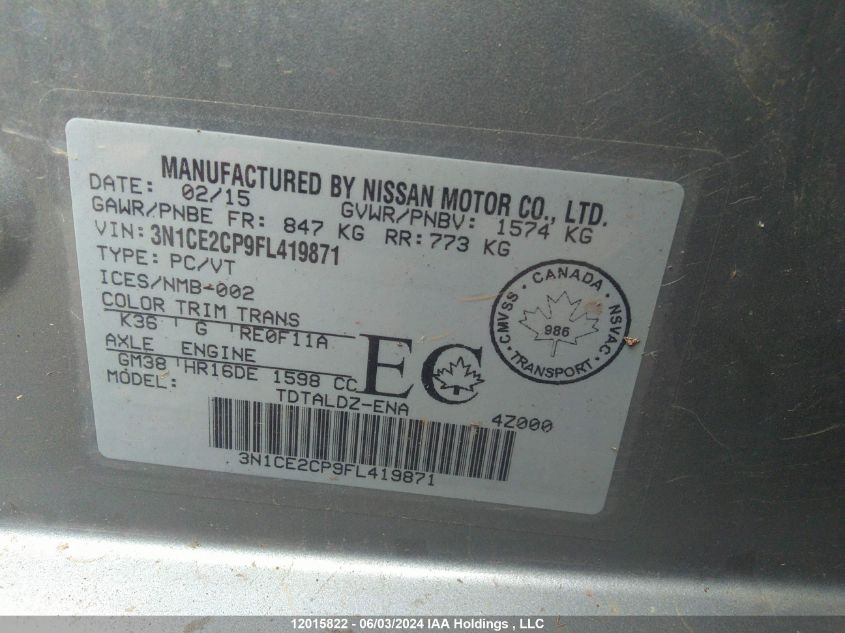 MANUFACTURED BY NISSAN MOTOR CO., LTD.
DATE: 02/15 GVWR/PNBV: 1574 KG
GAWR/PNBE FR: 847 KG RR: 773 KG
VIN: 3N1CE2CP9FL419871
TYPE: PC/VT
ICES/NMB-002
COLOR TRIM TRANS
K36 G RE0F11A
AXLE ENGINE
GM38 HR16DE 1598 CC
MODEL: TDTALDZ-ENA
4Z000
EC
CANADA
CMVSS
NSVAC
986
TRANSPORT
3N1CE2CP9FL419871
12015822 - 06/03/2024 IAA Holdings, LLC